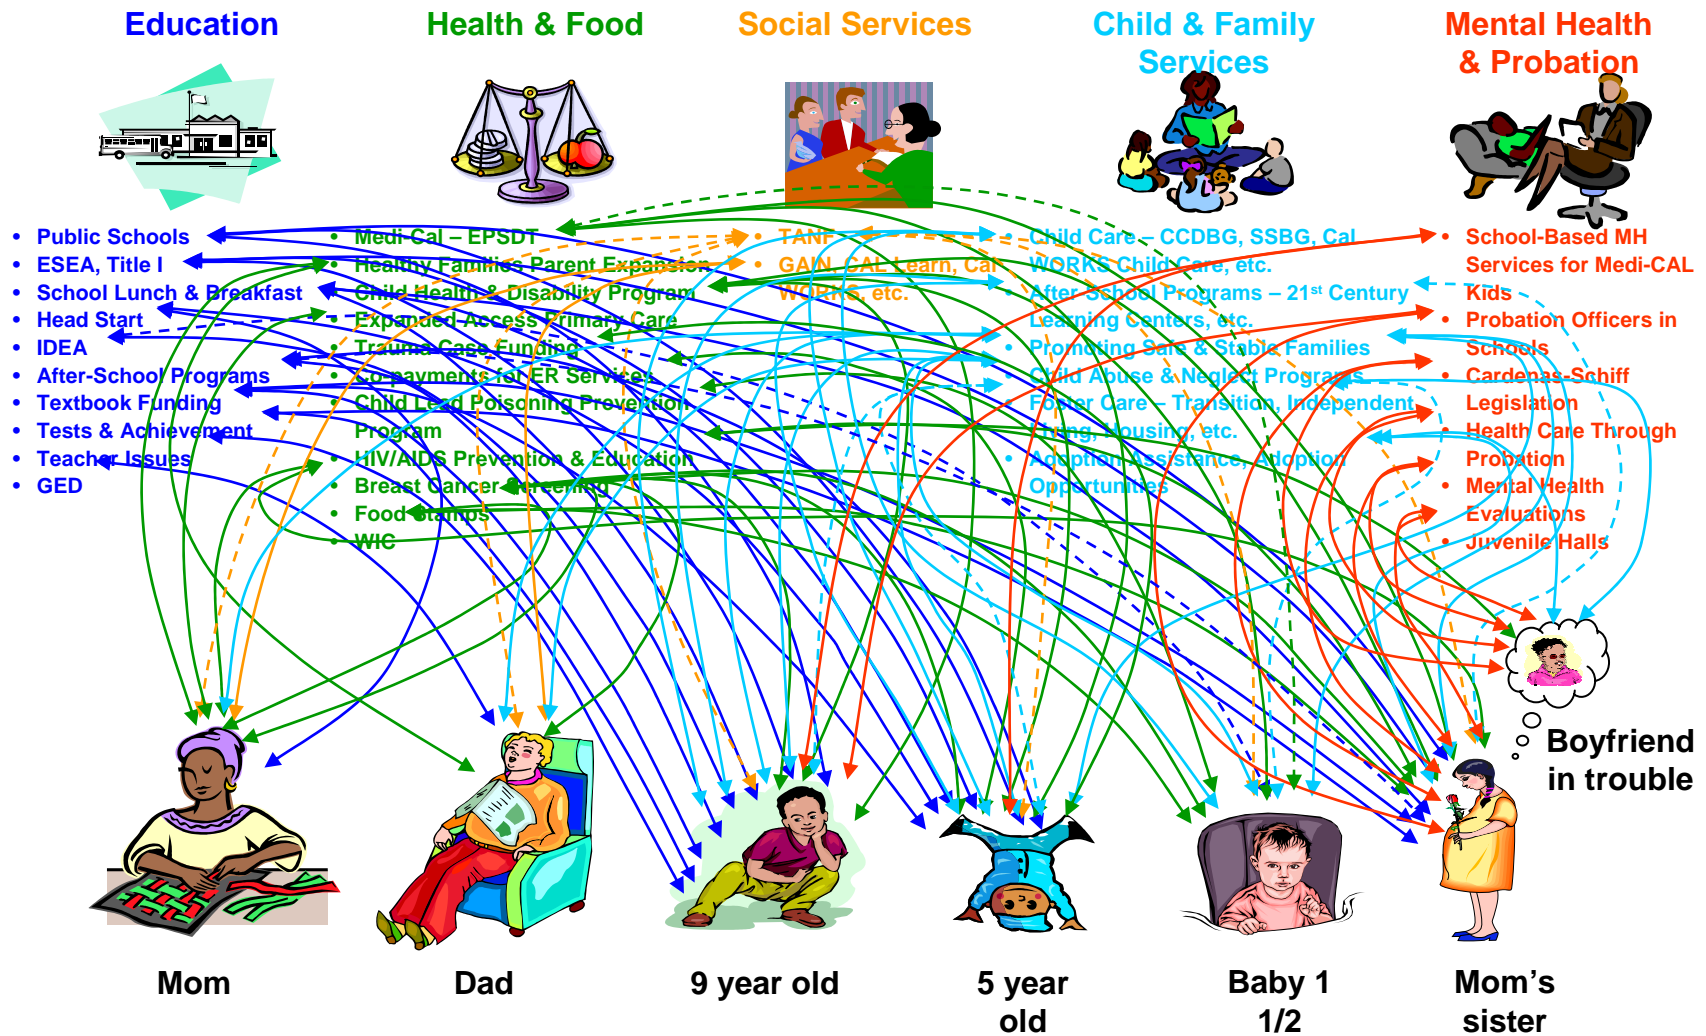 Education
Health & Food
Social Services
Child & Family
Services
Mental Health
& Probation
• Public Schools
• ESEA, Title I
• School Lunch & Breakfast
• Head Start
• IDEA
• After-School Programs
• Textbook Funding
• Tests & Achievement
• Teacher Issues
• GED
• Medi-Cal – EPSDT
• Healthy Families Parent Expansion
• Child Health & Disability Program
• Expanded Access Primary Care
• Trauma Case Funding
• Co-payments for ER Services
• Child Lead Poisoning Prevention
Program
• HIV/AIDS Prevention & Education
• Breast Cancer Screening
• Food Stamps
• WIC
• TANF
• GAIN, CAL Learn, Cal
WORKS, etc.
• Child Care – CCDBG, SSBG, Cal
WORKS Child Care, etc.
• After School Programs – 21st Century
Learning Centers, etc.
• Promoting Safe & Stable Families
• Child Abuse & Neglect Programs
• Foster Care – Transition, Independent
Living, Housing, etc.
• Adoption Assistance, Adoption
Opportunities
• School-Based MH
Services for Medi-CAL
Kids
• Probation Officers in
Schools
• Cardenas-Schiff
Legislation
• Health Care Through
Probation
• Mental Health
Evaluations
• Juvenile Halls
Boyfriend
in trouble
Mom
Dad
9 year old
5 year
old
Baby 1
1/2
Mom’s
sister